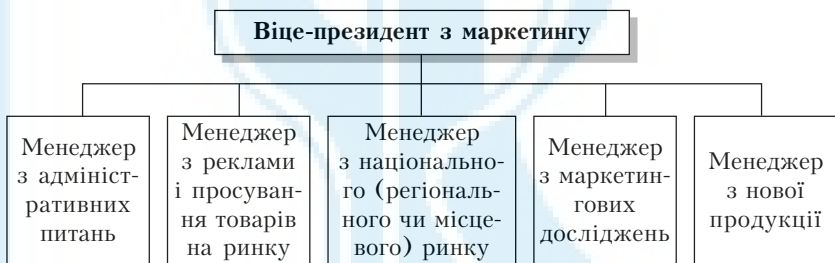 Віце-президент з маркетингу
Менеджер
з адмініст-
ративних
питань
Менеджер
з реклами
і просуван-
ня товарів
на ринку
Менеджер
з національно-
го (регіональ-
ного чи місце-
вого) ринку
Менеджер
з маркетин-
гових
досліджень
Менеджер
з нової
продукції